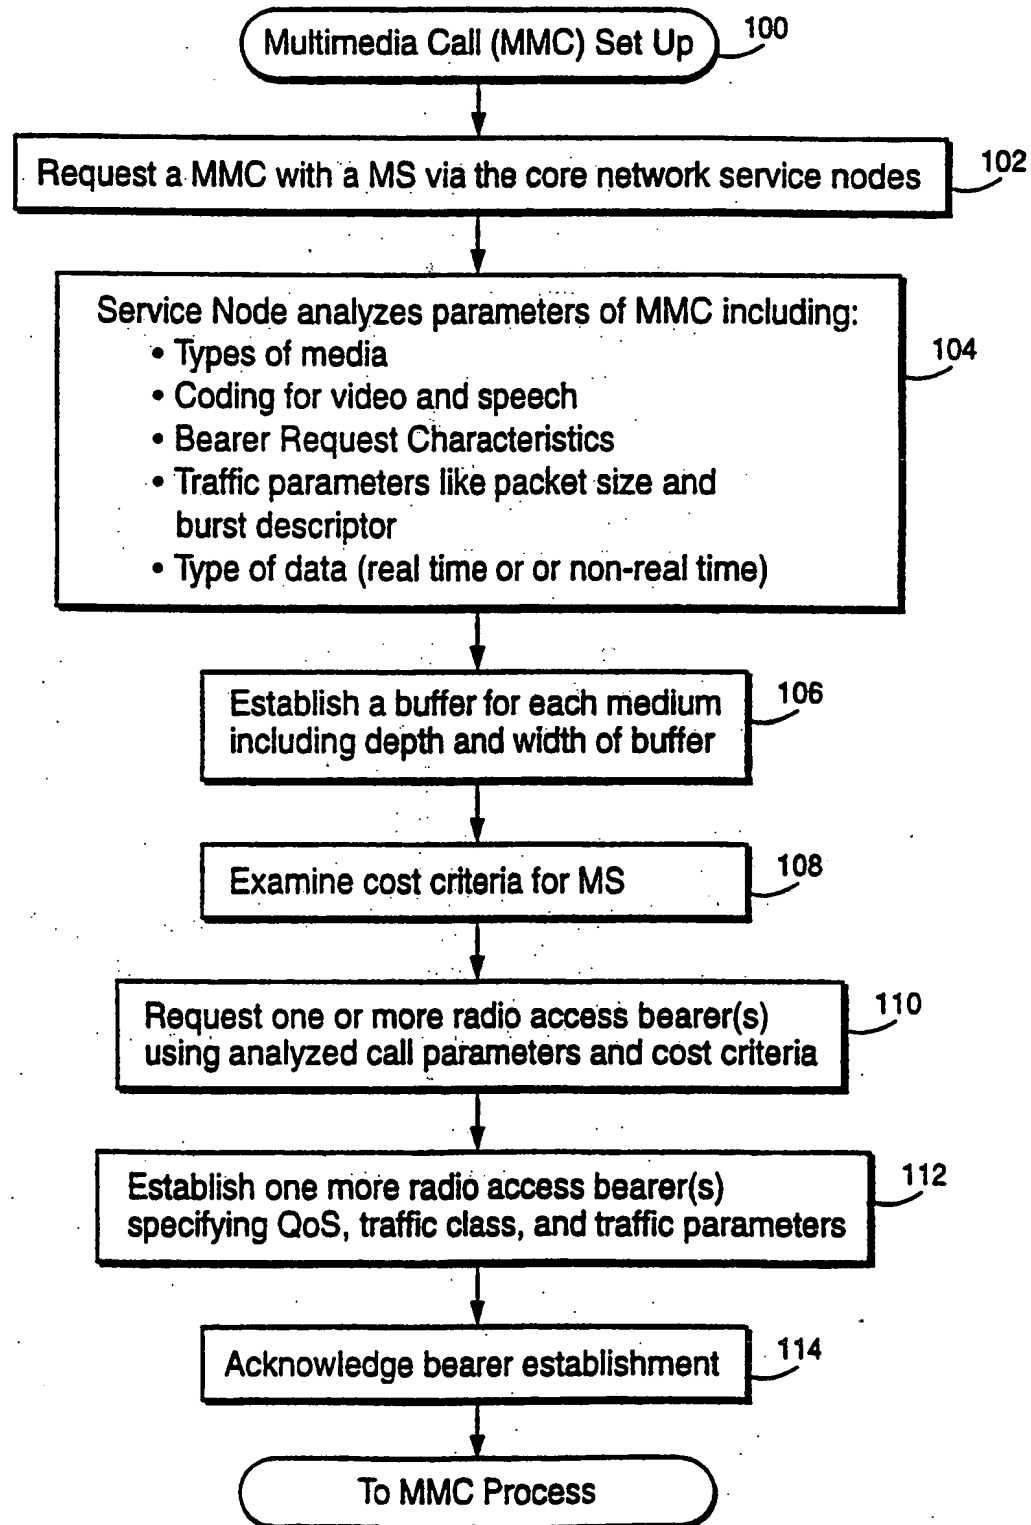 Multimedia Call (MMC) Set Up
100
Request a MMC with a MS via the core network service nodes
102
Service Node analyzes parameters of MMC including:
• Types of media
• Coding for video and speech
• Bearer Request Characteristics
• Traffic parameters like packet size and
burst descriptor
• Type of data (real time or or non-real time)
104
Establish a buffer for each medium
including depth and width of buffer
106
Examine cost criteria for MS
108
Request one or more radio access bearer(s)
using analyzed call parameters and cost criteria
110
Establish one more radio access bearer(s)
specifying QoS, traffic class, and traffic parameters
112
Acknowledge bearer establishment
114
To MMC Process